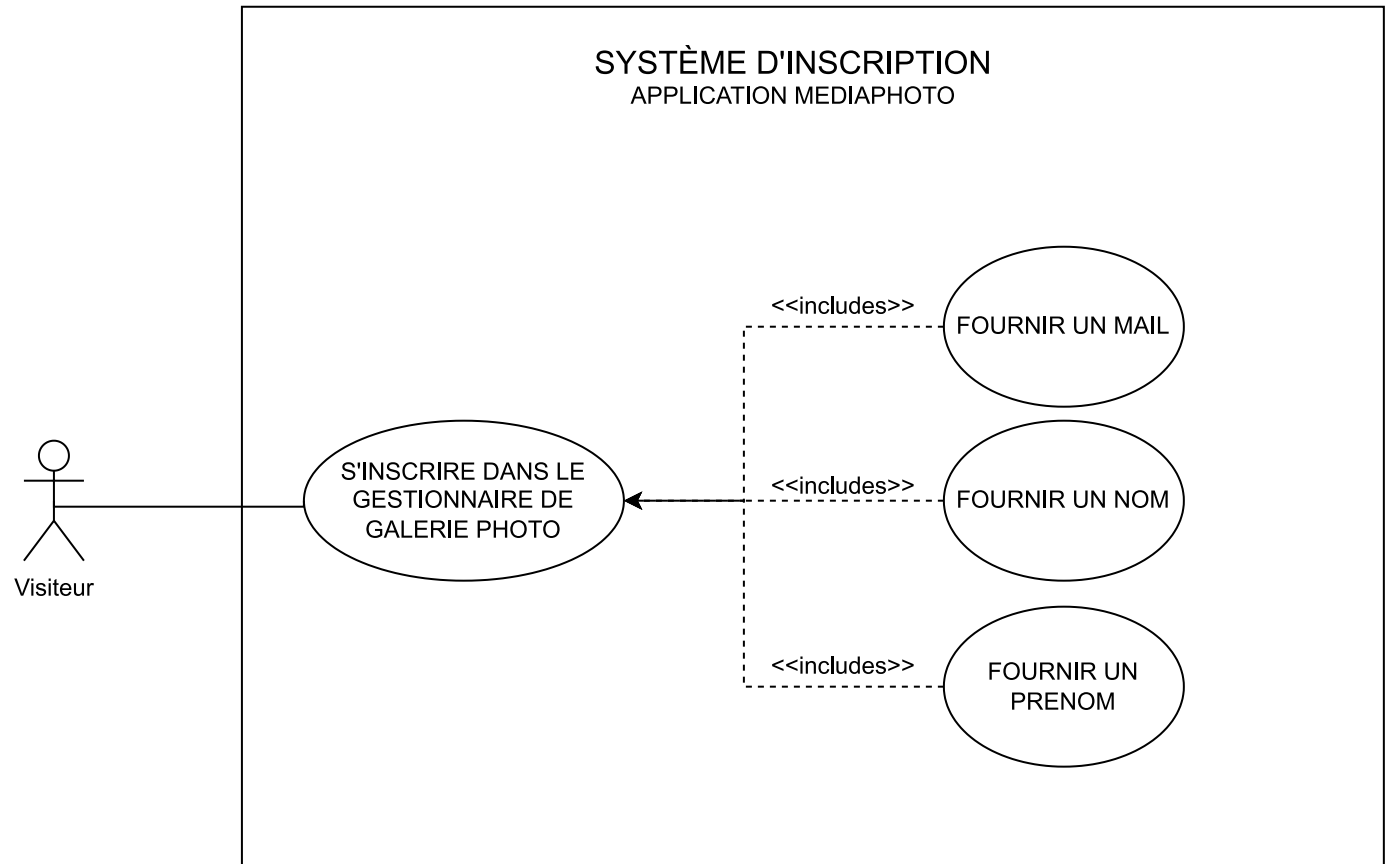 SYSTÈME D'INSCRIPTION
APPLICATION MEDIAPHOTO
<<includes>>
FOURNIR UN MAIL
S'INSCRIRE DANS LE
GESTIONNAIRE DE
GALERIE PHOTO
<<includes>>
FOURNIR UN NOM
Visiteur
<<includes>>
FOURNIR UN
PRENOM